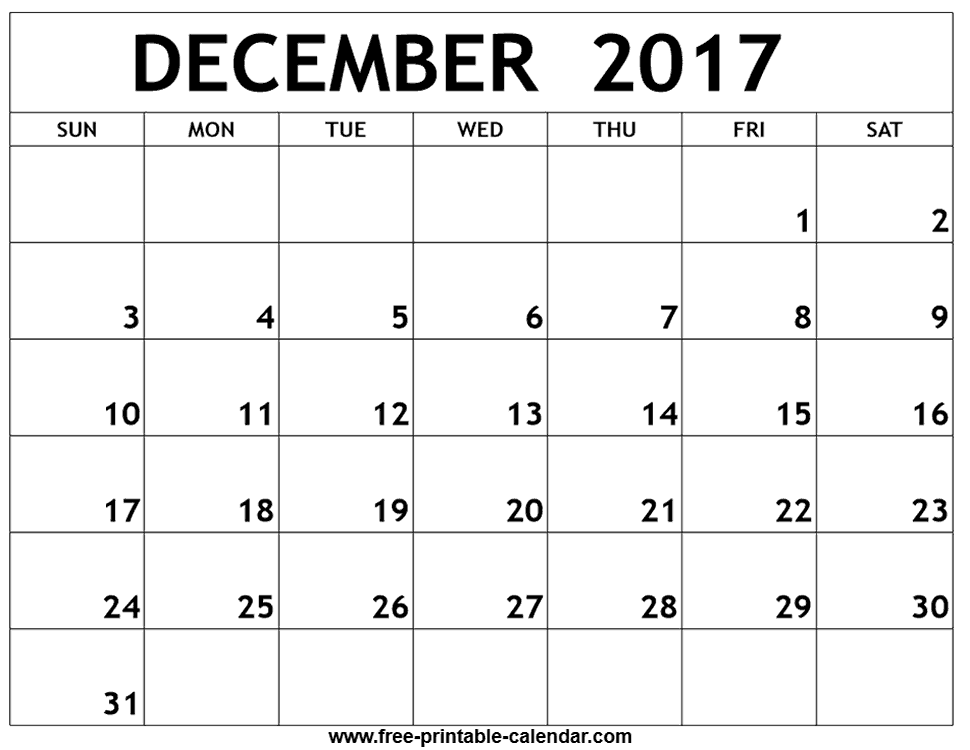 DECEMBER 2017
SUN MON TUE WED THU FRI SAT
1 2
3 4 5 6 7 8 9
10 11 12 13 14 15 16
17 18 19 20 21 22 23
24 25 26 27 28 29 30
31
www.free-printable-calendar.com